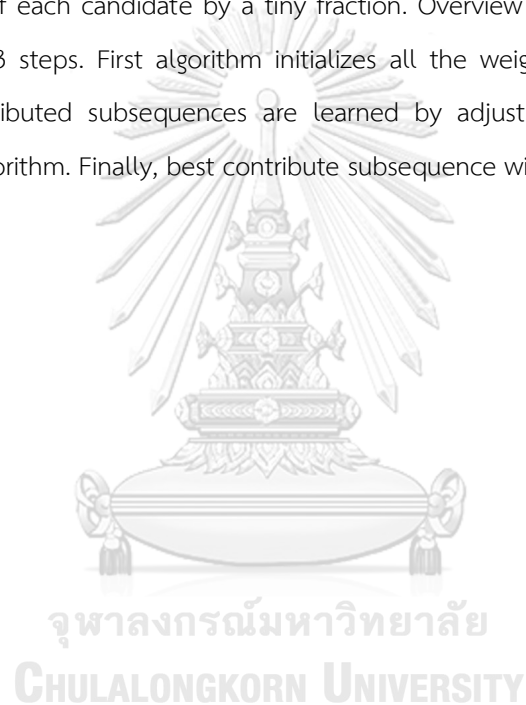 f each candidate by a tiny fraction. Overview
3 steps. First algorithm initializes all the weig
ributed subsequences are learned by adjust
orithm. Finally, best contribute subsequence wi
จุฬาลงกรณ์มหาวิทยาลัย
CHULALONGKORN UNIVERSITY